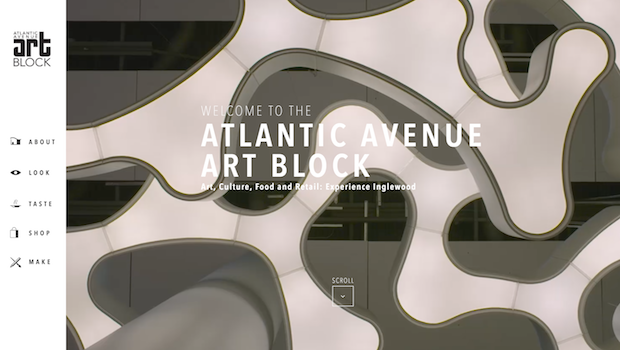 ATLANTIC
AVENUE
art
BLOCK
ABOUT
LOOK
TASTE
SHOP
MAKE
WELCOME TO THE
ATLANTIC AVENUE
ART BLOCK
Art, Culture, Food and Retail: Experience Inglewood
SCROLL